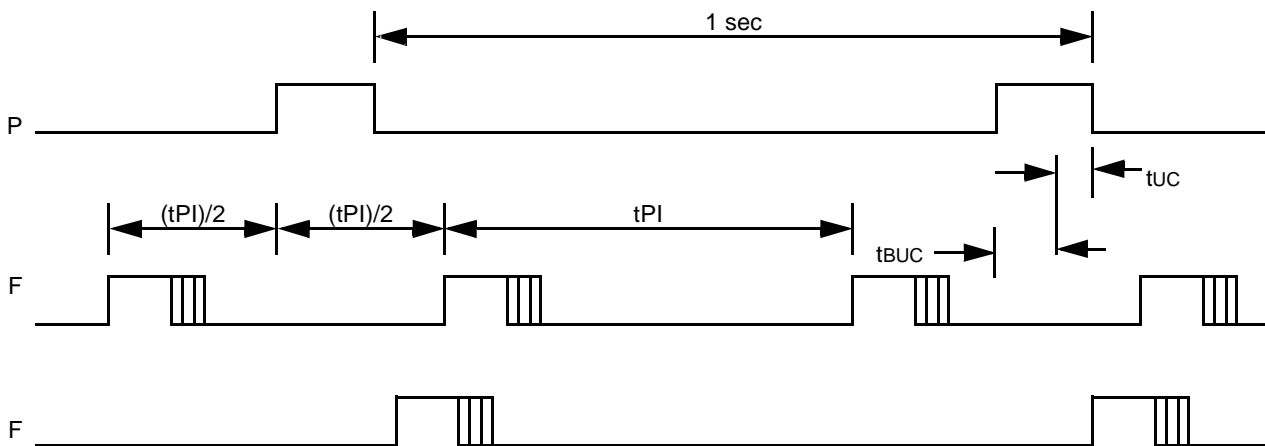 1 sec
P
tUC
(tPI)/2 (tPI)/2 tPI
tBUC
F
F